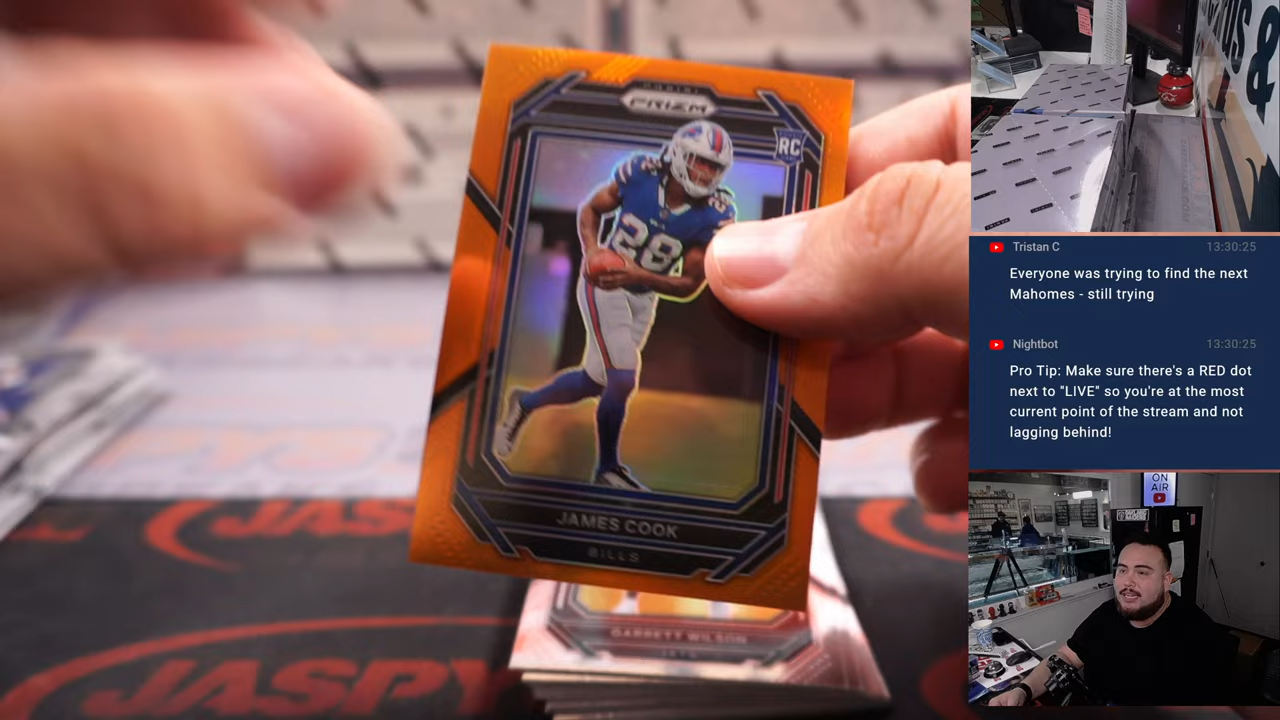 PANINI
PRIZM
RC
28
JAMES COOK
BILLS
GARRETT WILSON
JETS
JASPY
JASPY
Tristan C 13:30:25
Everyone was trying to find the next
Mahomes - still trying
Nightbot 13:30:25
Pro Tip: Make sure there's a RED dot
next to "LIVE" so you're at the most
current point of the stream and not
lagging behind!
ON
AIR